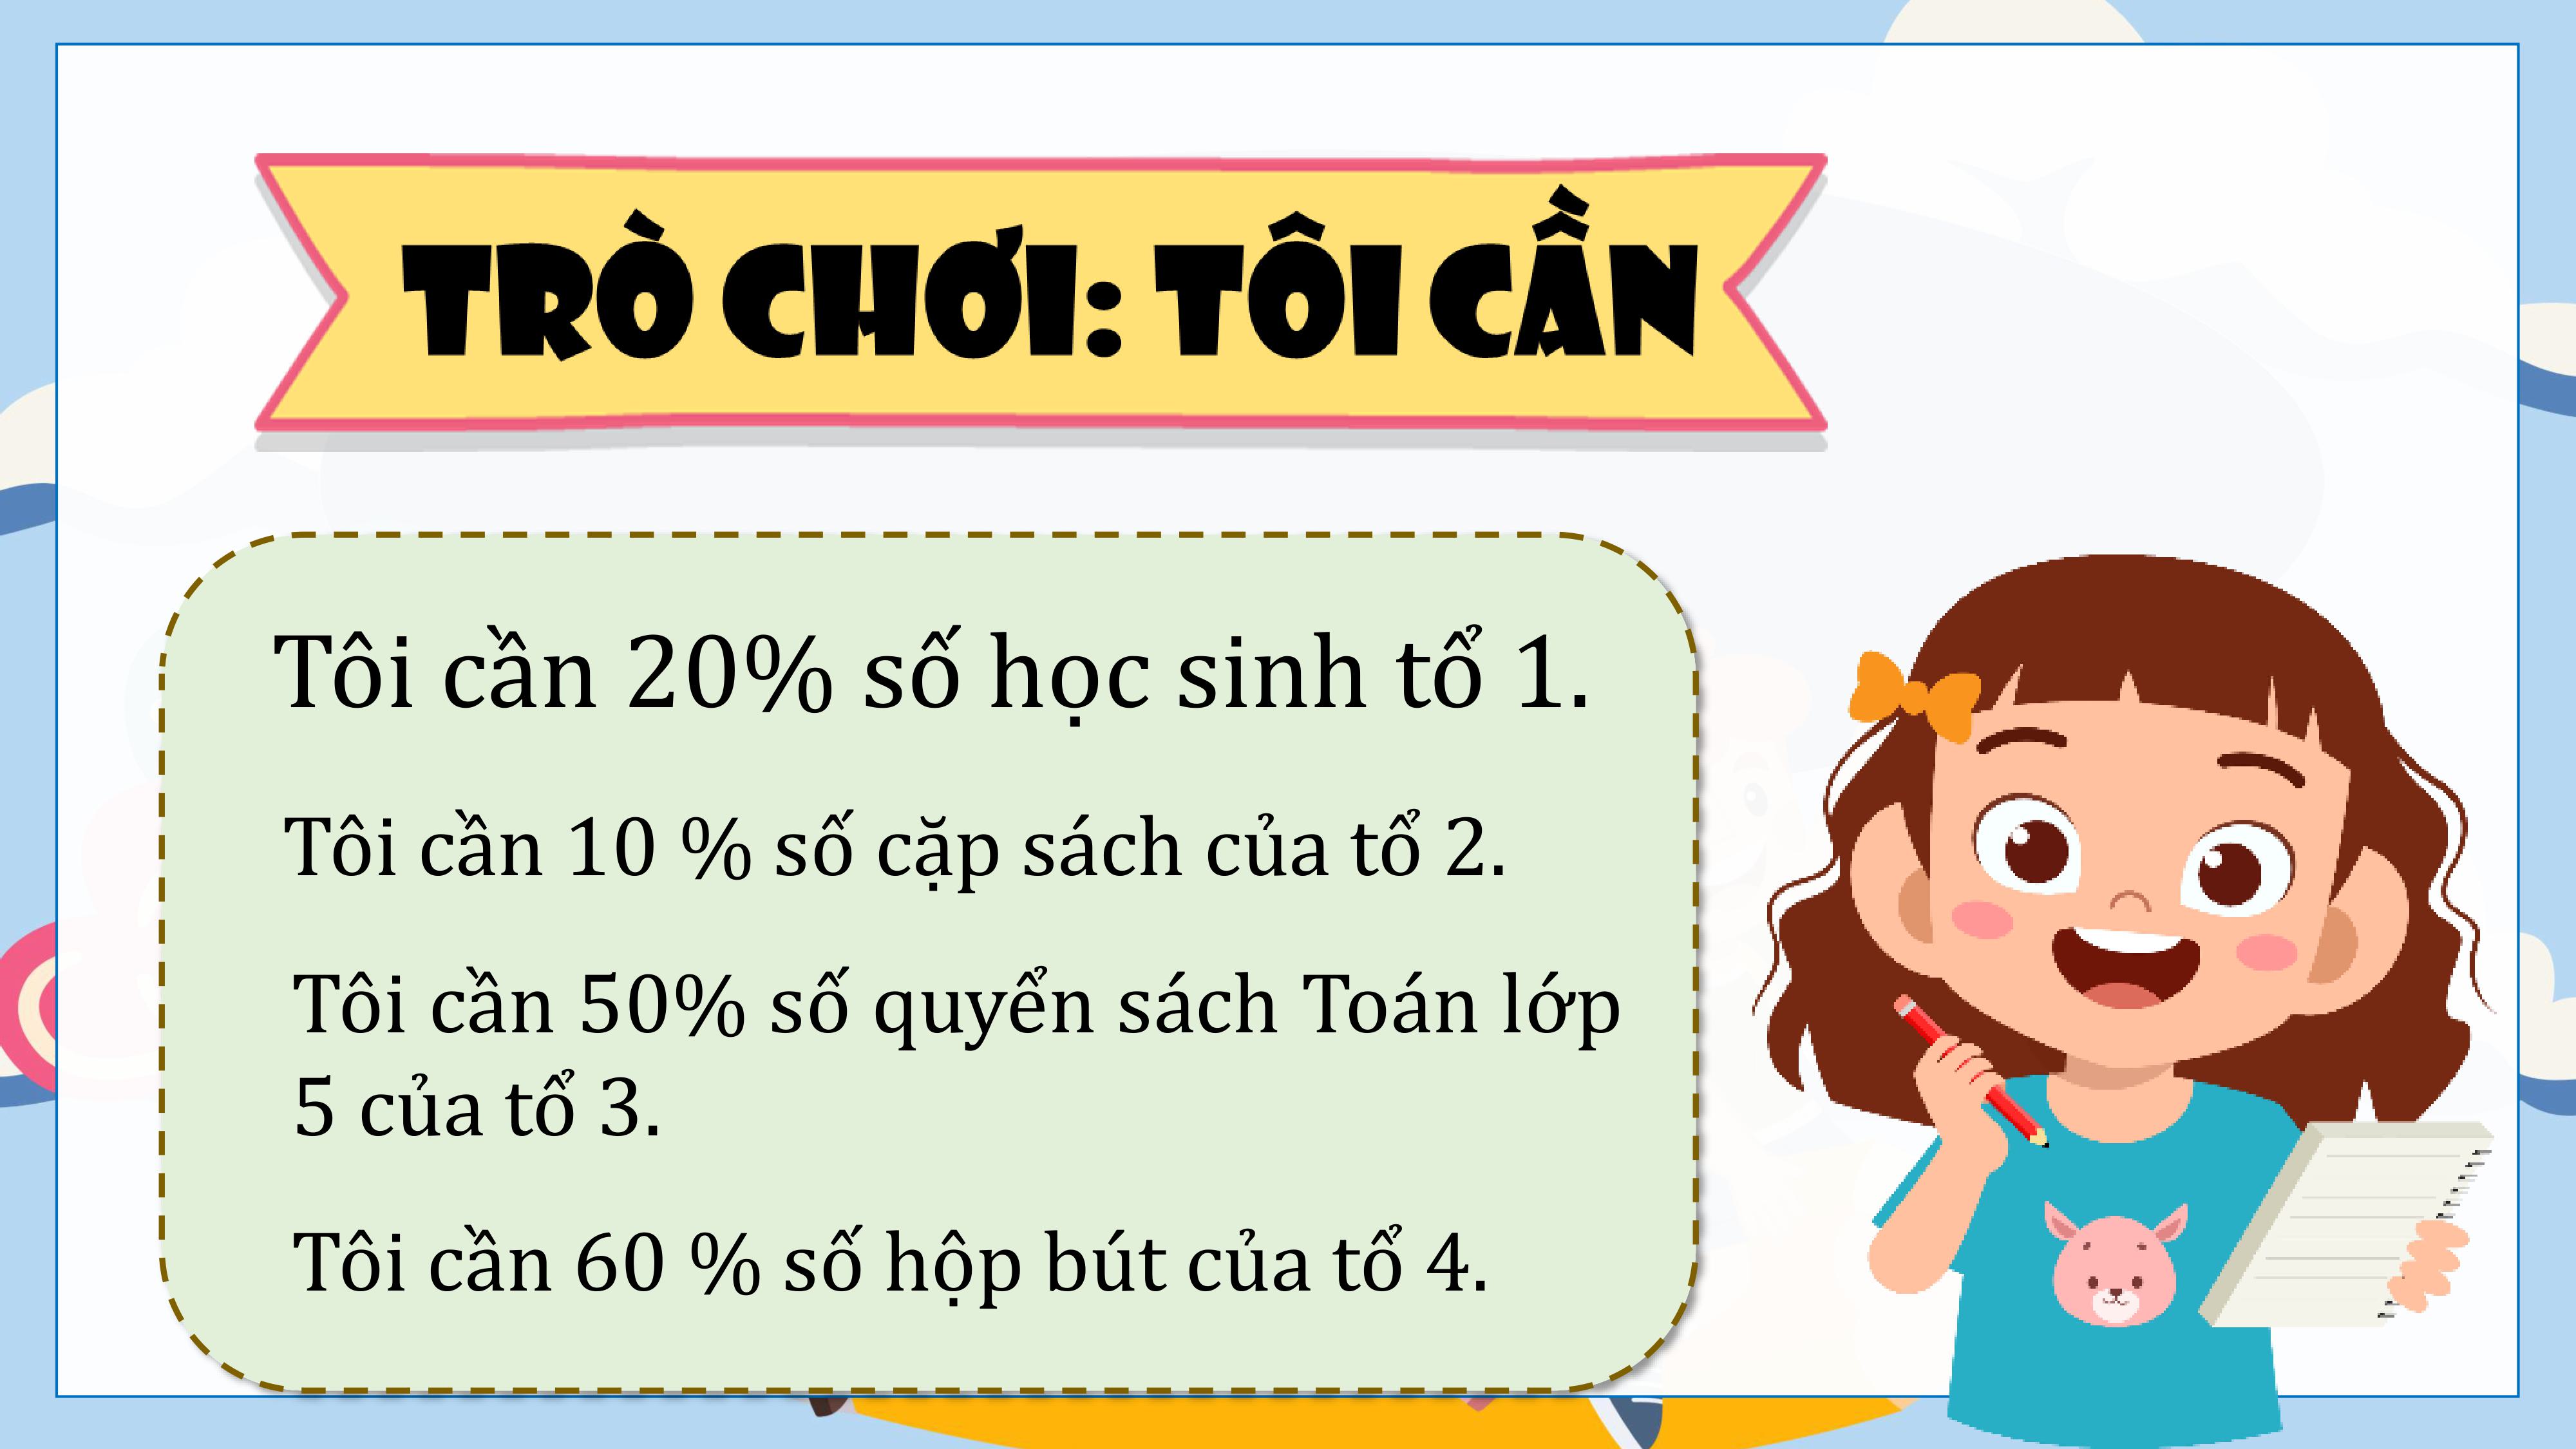 TRÒ CHƠI: TÔI CẦN
Tôi cần 20% số học sinh tổ 1.
Tôi cần 10 % số cặp sách của tổ 2.
Tôi cần 50% số quyển sách Toán lớp
5 của tổ 3.
Tôi cần 60 % số hộp bút của tổ 4.